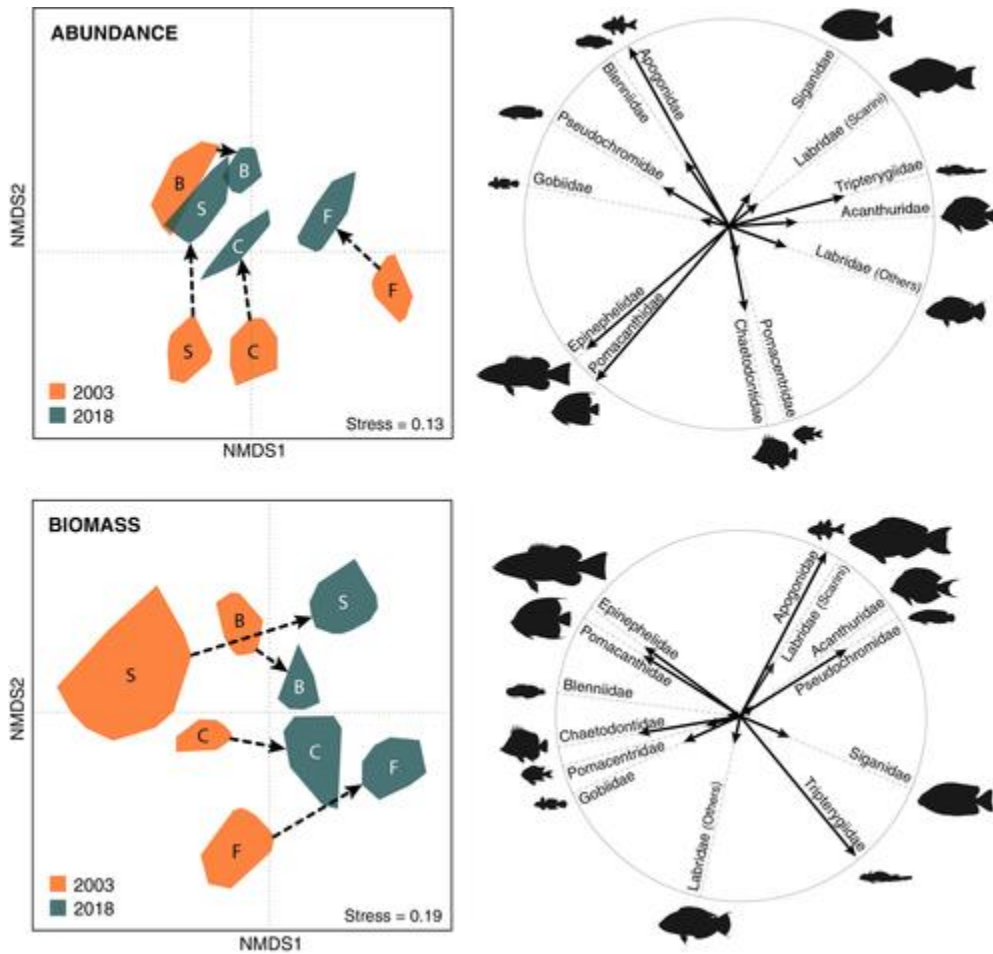 ABUNDANCE
NMDS2
B
S
B
C
F
F
S
C
2003
2018
Stress = 0.13
NMDS1
Apogonidae
Blenniidae
Pseudochromidae
Gobiidae
Siganidae
Labridae (Scarini)
Tripterygiidae
Acanthuridae
Labridae (Others)
Epinephelidae
Pomacanthidae
Chaetodontidae
Pomacentridae
BIOMASS
NMDS2
S
B
S
B
C
C
F
F
2003
2018
Stress = 0.19
NMDS1
Epinephelidae
Pomacanthidae
Blenniidae
Chaetodontidae
Pomacentridae
Gobiidae
Apogonidae
Labridae (Scarini)
Acanthuridae
Pseudochromidae
Siganidae
Tripterygiidae
Labridae (Others)